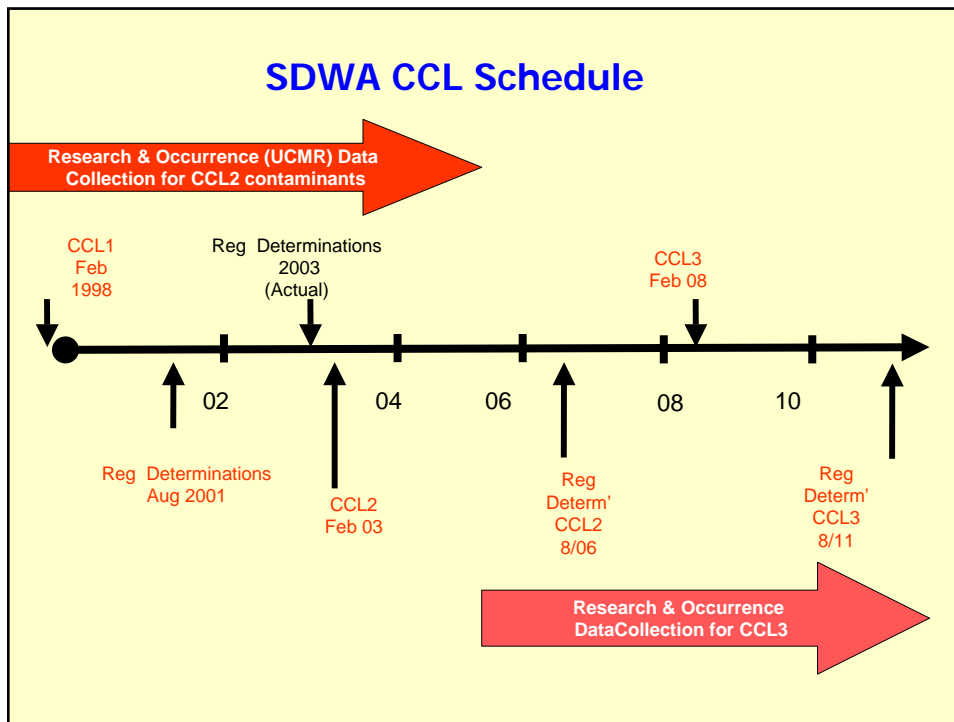 SDWA CCL Schedule
Research & Occurrence (UCMR) Data
Collection for CCL2 contaminants
CCL1
Feb
1998
Reg Determinations
2003
(Actual)
CCL3
Feb 08
02
04
06
08
10
Reg Determinations
Aug 2001
CCL2
Feb 03
Reg
Determ'
CCL2
8/06
Reg
Determ'
CCL3
8/11
Research & Occurrence
DataCollection for CCL3